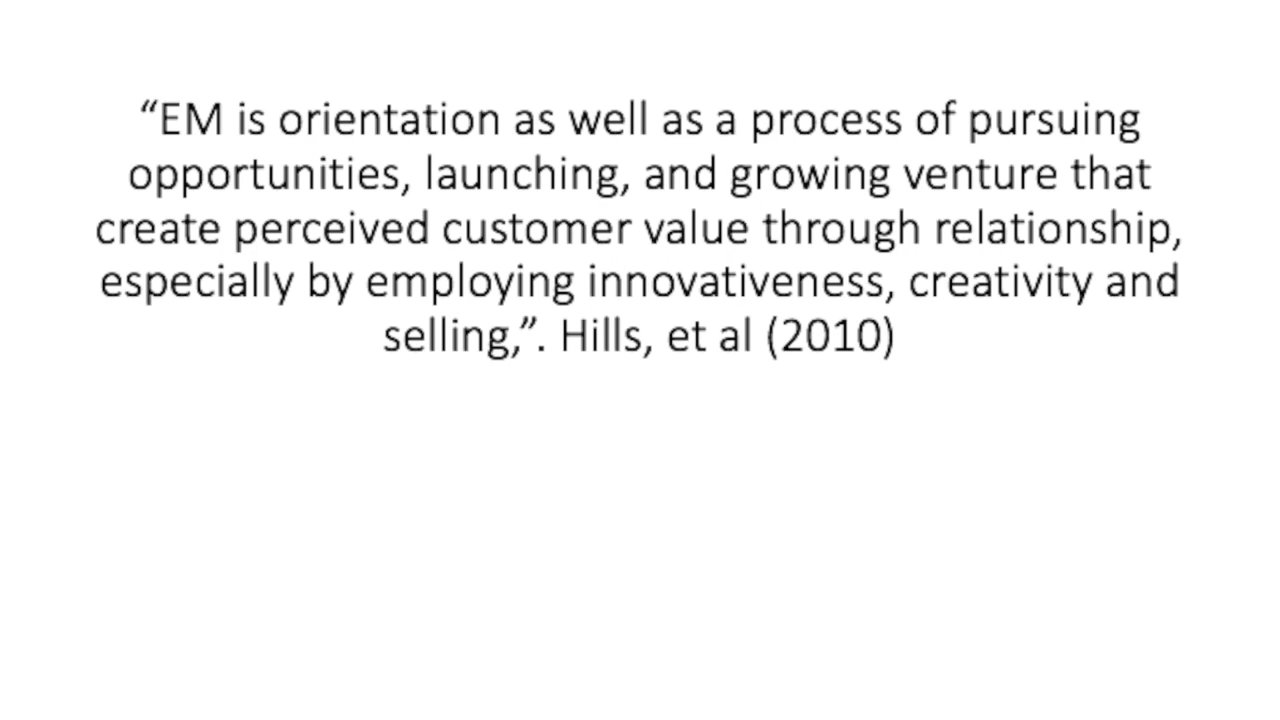 “EM is orientation as well as a process of pursuing
opportunities, launching, and growing venture that
create perceived customer value through relationship,
especially by employing innovativeness, creativity and
selling,”. Hills, et al (2010)